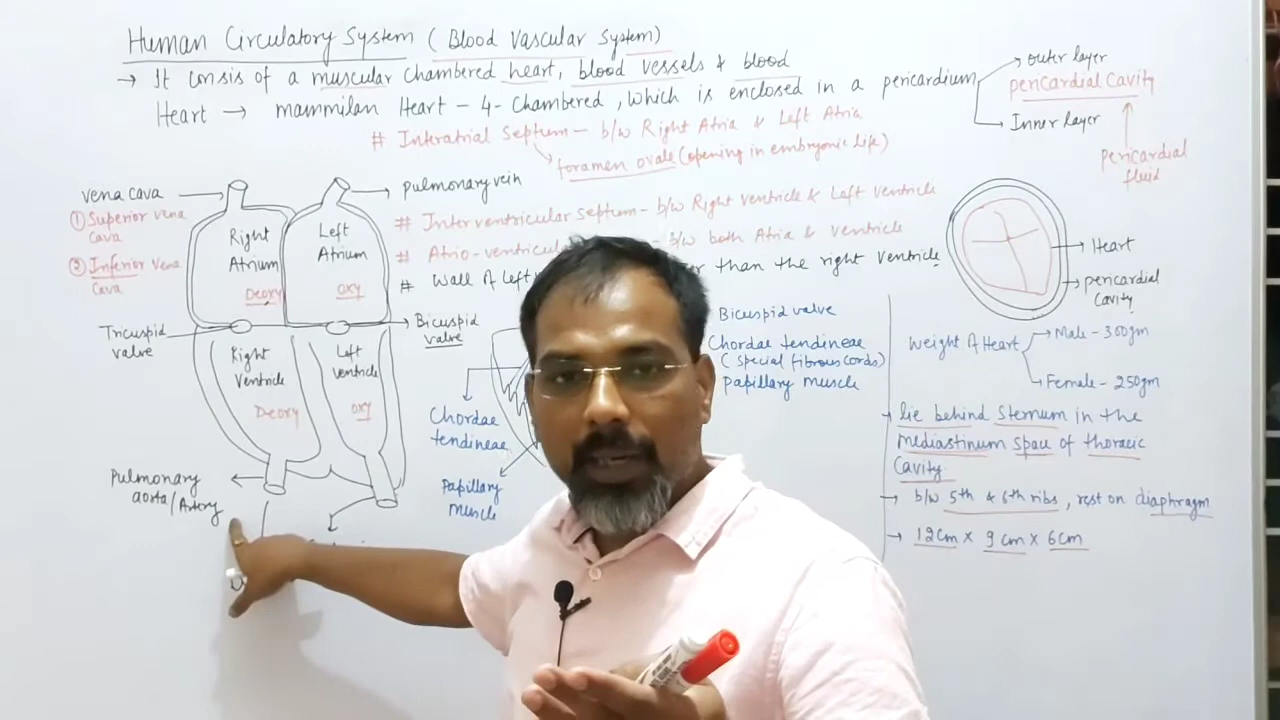 Human Circulatory System (Blood Vascular System)
→ It consis of a muscular chambered heart, blood vessels & blood
Heart → mammilan Heart - 4 - Chambered, which is enclosed in a pericardium
outer layer
pericardial Cavity
Inner layer
pericardial
fluid
# Interatrial Septum - b/w Right Atria & Left Atria
foramen ovale (opening in embryonic life)
# Inter ventricular Septum - b/w Right ventricle & Left ventricle
# Atrio-ventricul b/w both Atria & ventricle
# Wall of Left than the right ventricle
vena cava
① Superior vena
cava
② Inferior vena
cava
pulmonary vein
Right
Atrium
Deoxy
Left
Atrium
oxy
Tricuspid
valve
Bicuspid
valve
Right
Ventricle
Deoxy
Left
ventricle
oxy
Pulmonary
aorta/Artery
Chordae
tendineae
Papillary
muscle
Bicuspid valve
Chordae tendineae
(special fibrous cords)
papillary muscle
Heart
pericardial
cavity
Weight of Heart
Male - 300gm
Female - 250gm
→ lie behind Sternum in the
mediastinum space of thoracic
Cavity
→ b/w 5th & 6th ribs, rest on diaphragm
→ 12cm x 9cm x 6cm